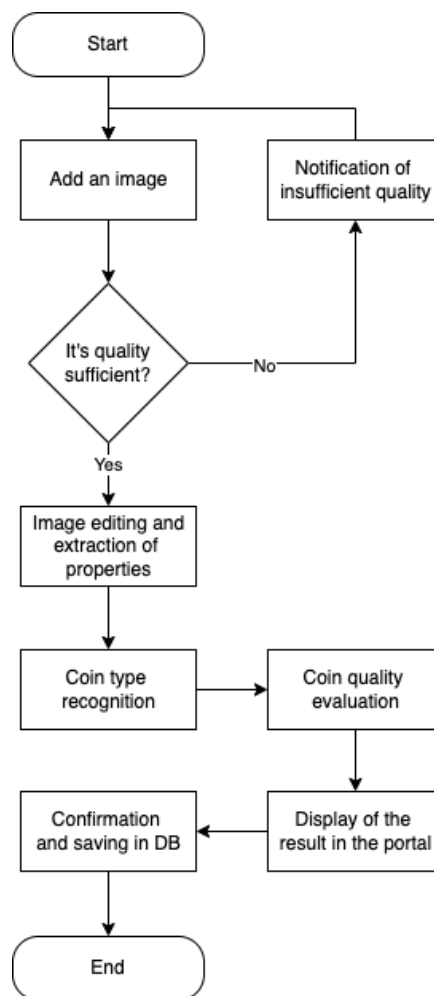 Start
Add an image
Notification of
insufficient quality
It's quality
sufficient?
No
Yes
Image editing and
extraction of
properties
Coin type
recognition
Coin quality
evaluation
Display of the
result in the portal
Confirmation
and saving in DB
End